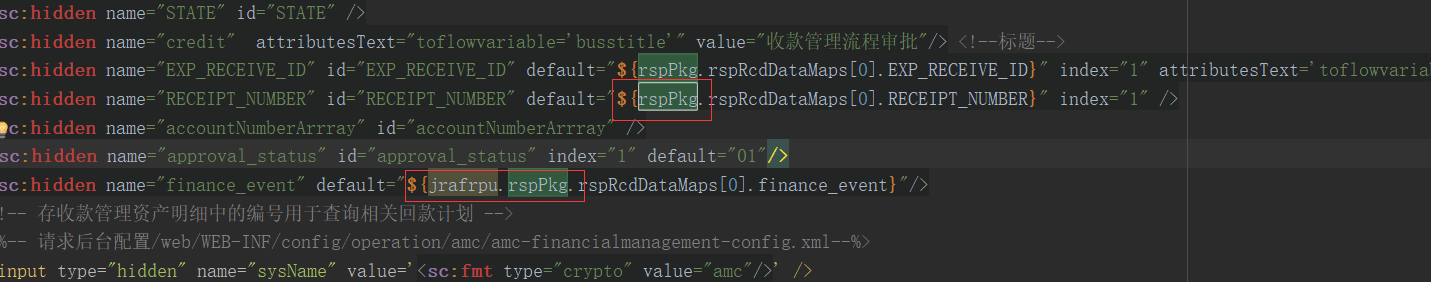 sc:hidden name="STATE" id="STATE" />
sc:hidden name="credit" attributesText="toflowvariable='busstitle'" value="收款管理流程审批"/> <!--标题-->
sc:hidden name="EXP_RECEIVE_ID" id="EXP_RECEIVE_ID" default="${rspPkg.rspRcdDataMaps[0].EXP_RECEIVE_ID}" index="1" attributesText='toflowvaria
sc:hidden name="RECEIPT_NUMBER" id="RECEIPT_NUMBER" default="${rspPkg.rspRcdDataMaps[0].RECEIPT_NUMBER}" index="1" />
c:hidden name="accountNumberArrray" id="accountNumberArrray" />
sc:hidden name="approval_status" id="approval_status" index="1" default="01"/>
sc:hidden name="finance_event" default="${jrafrpu.rspPkg.rspRcdDataMaps[0].finance_event}"/>
!-- 存收款管理资产明细中的编号用于查询相关回款计划 -->
%-- 请求后台配置/web/WEB-INF/config/operation/amc/amc-financialmanagement-config.xml--%>
input type="hidden" name="sysName" value='<sc:fmt type="crypto" value="amc"/>' />